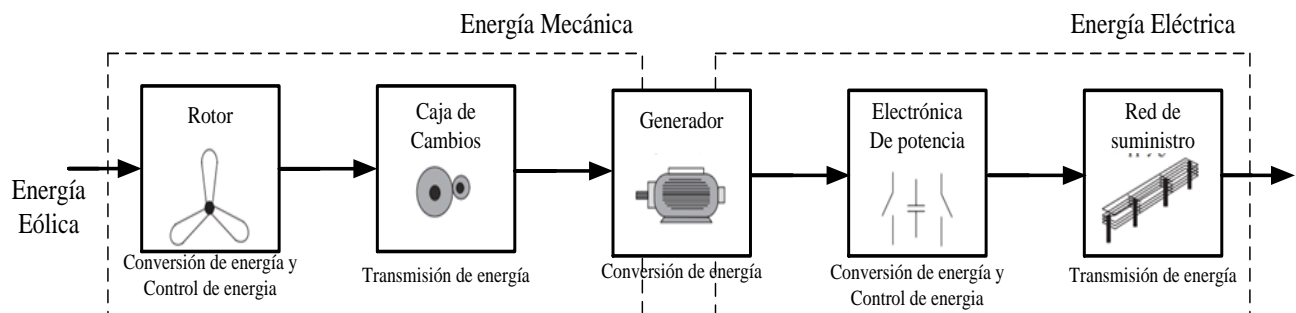 Energía Mecánica
Energía Eléctrica
Energía
Eólica
Rotor
Conversión de energía y
Control de energia
Caja de
Cambios
Transmisión de energía
Generador
Conversión de energía
Electrónica
De potencia
Conversión de energía y
Control de energia
Red de
suministro
Transmisión de energía